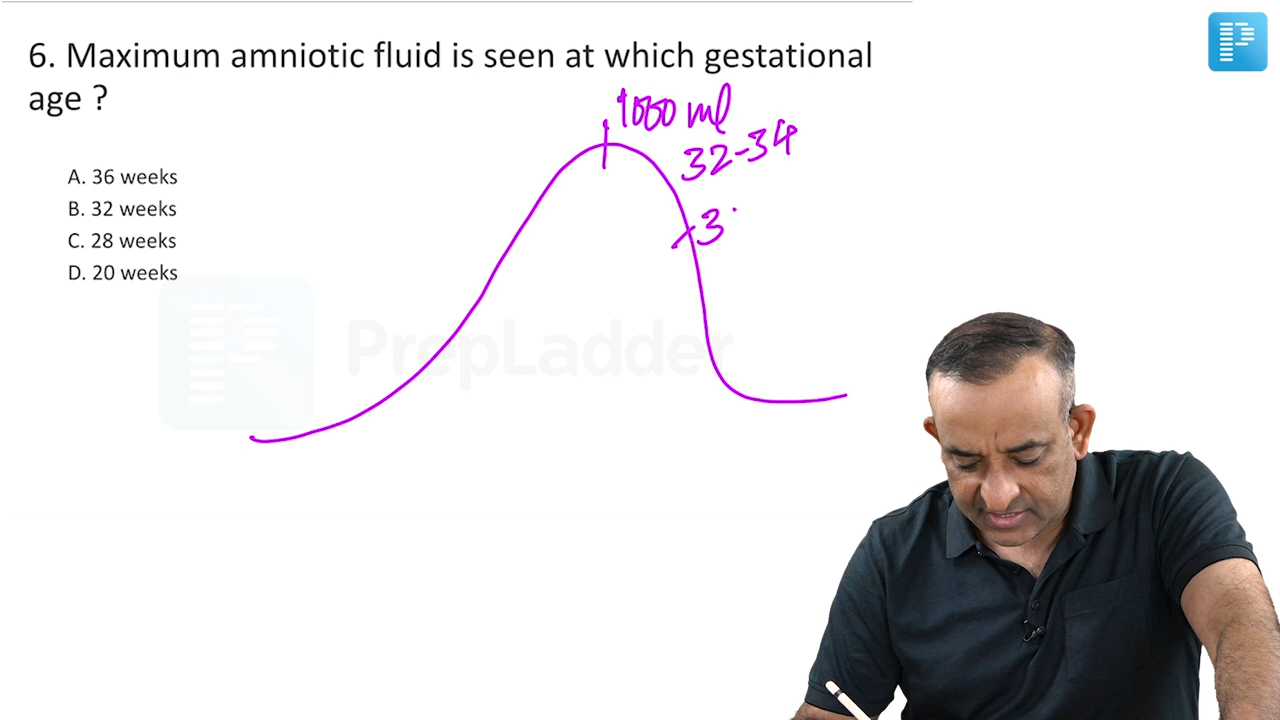 6. Maximum amniotic fluid is seen at which gestational
age ?
1000 ml
32-34
3
A. 36 weeks
B. 32 weeks
C. 28 weeks
D. 20 weeks
PrepLadder